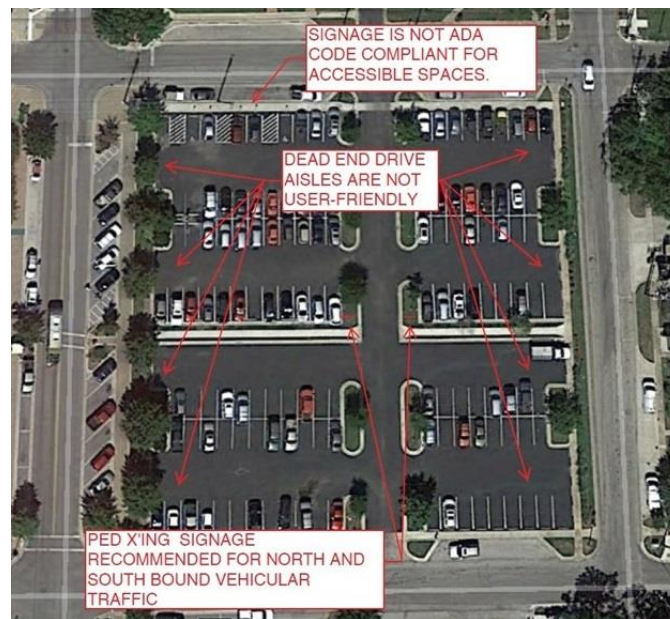 SIGNAGE IS NOT ADA
CODE COMPLIANT FOR
ACCESSIBLE SPACES.
DEAD END DRIVE
AISLES ARE NOT
USER-FRIENDLY
PED X'ING SIGNAGE
RECOMMENDED FOR NORTH AND
SOUTH BOUND VEHICULAR
TRAFFIC